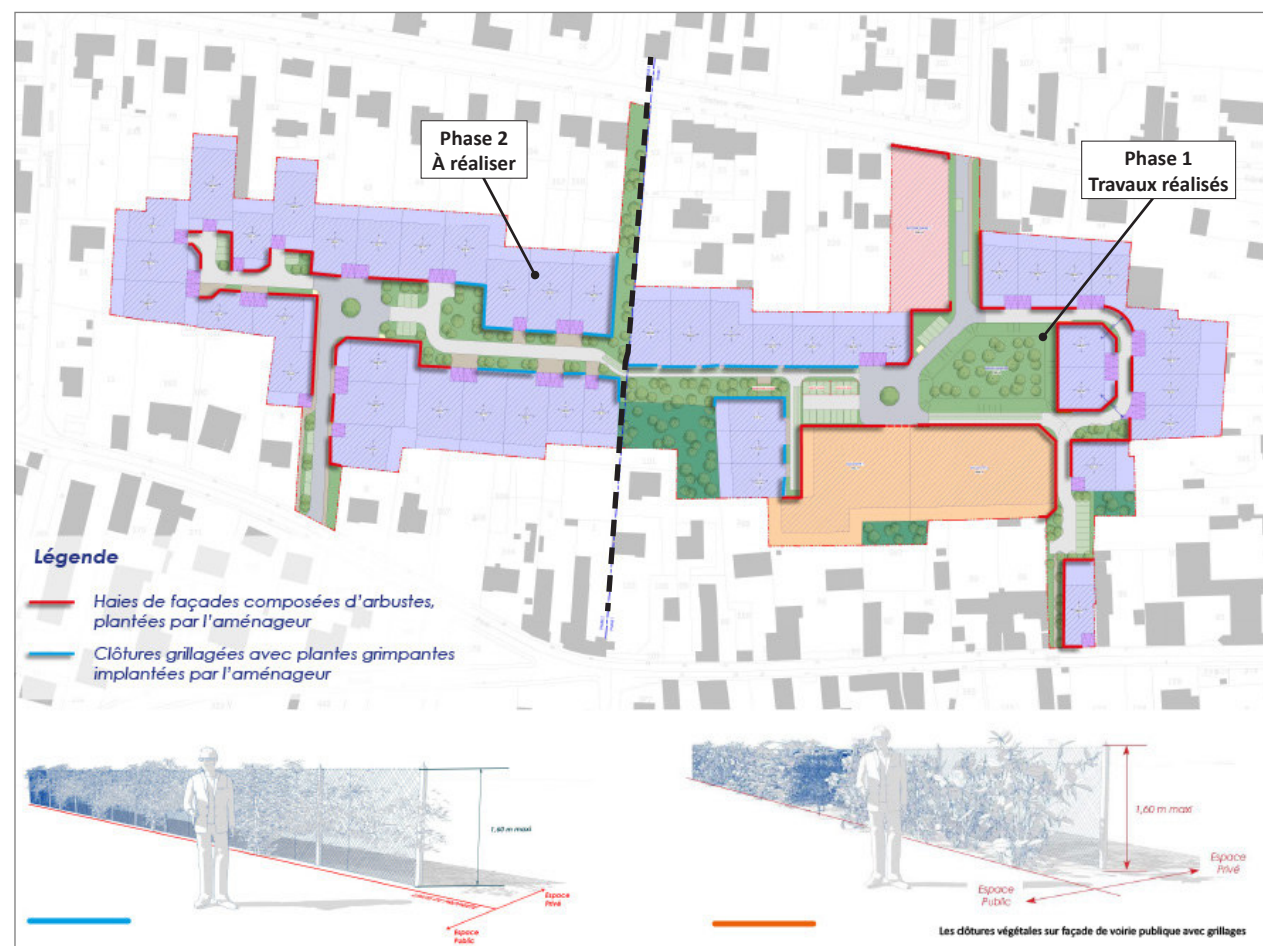 Phase 2
À réaliser
Phase 1
Travaux réalisés
Légende
Haies de façades composées d'arbustes,
plantées par l'aménageur
Clôtures grillagées avec plantes grimpantes
implantées par l'aménageur
1,60 m maxi
Espace
Privé
Espace
Public
1,60 m maxi
Espace
Privé
Espace
Public
Les clôtures végétales sur façade de voirie publique avec grillages